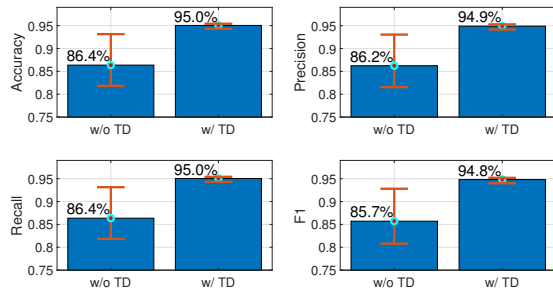 Accuracy
0.95
0.9
0.85
0.8
0.75
86.4%
95.0%
w/o TD
w/ TD
Precision
0.95
0.9
0.85
0.8
0.75
86.2%
94.9%
w/o TD
w/ TD
Recall
0.95
0.9
0.85
0.8
0.75
86.4%
95.0%
w/o TD
w/ TD
F1
0.95
0.9
0.85
0.8
0.75
85.7%
94.8%
w/o TD
w/ TD